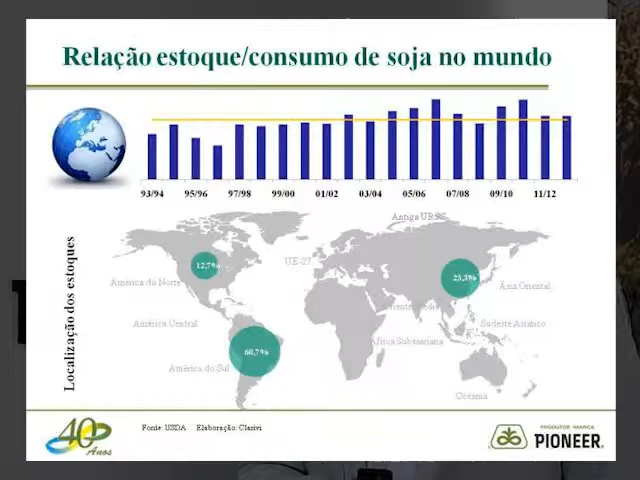 Relação estoque/consumo de soja no mundo
93/94 95/96 97/98 99/00 01/02 03/04 05/06 07/08 09/10 11/12
Localização dos estoques
Antiga URSS
12,7%
UE-27
23,3%
América do Norte
Ásia Oriental
Oriente Médio
América Central
Sudeste Asiático
África Subsaariana
60,7%
América do Sul
Oceania
40
Anos
Fonte: USDA Elaboração: Clarivi
PRODUTOS MARCA
PIONEER.